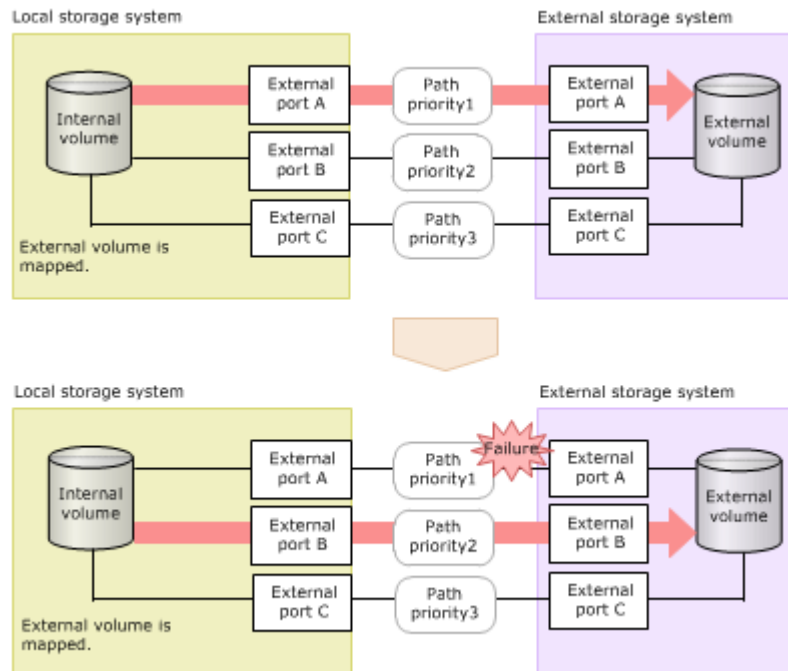 Local storage system
External storage system
Internal
volume
External
port A
Path
priority1
External
port A
External
volume
External
port B
Path
priority2
External
port B
External
port C
Path
priority3
External
port C
External volume is
mapped.
Local storage system
External storage system
Internal
volume
External
port A
Path
priority1
Failure
External
port A
External
volume
External
port B
Path
priority2
External
port B
External
port C
Path
priority3
External
port C
External volume is
mapped.